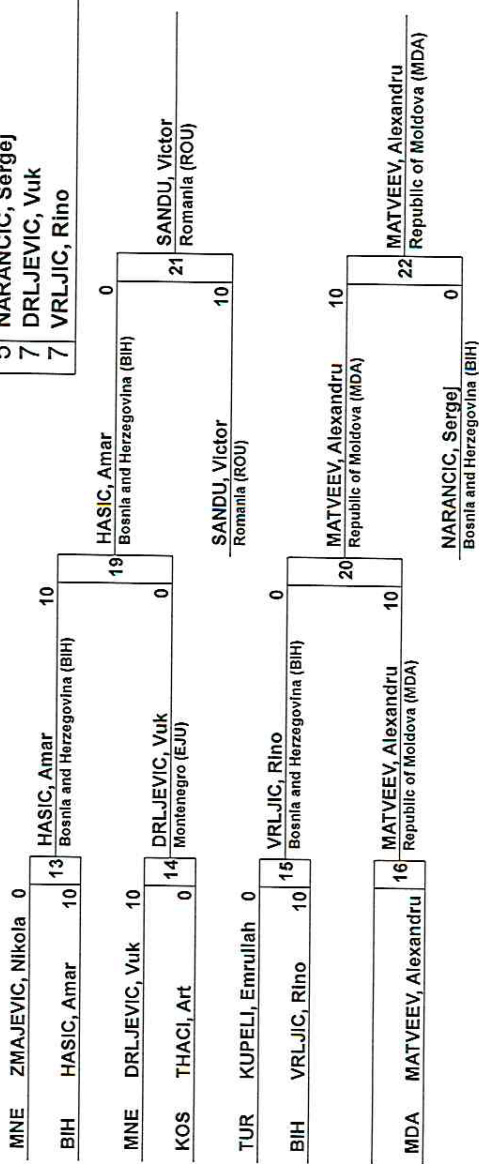 5 NARANCIC, Sergej
7 DRLJEVIC, Vuk
7 VRLJIC, Rino
MNE ZMAJEVIC, Nikola 0
BIH HASIC, Amar 10
13
HASIC, Amar 10
Bosnia and Herzegovina (BIH)
MNE DRLJEVIC, Vuk 10
KOS THACI, Art 0
14
DRLJEVIC, Vuk 0
Montenegro (EJU)
19
HASIC, Amar 0
Bosnia and Herzegovina (BIH)
SANDU, Victor 10
Romania (ROU)
21
SANDU, Victor
Romania (ROU)
TUR KUPELI, Emrullah 0
BIH VRLJIC, Rino 10
15
VRLJIC, Rino 0
Bosnia and Herzegovina (BIH)
MDA MATVEEV, Alexandru
16
MATVEEV, Alexandru 10
Republic of Moldova (MDA)
20
MATVEEV, Alexandru 10
Republic of Moldova (MDA)
NARANCIC, Sergej 0
Bosnia and Herzegovina (BIH)
22
MATVEEV, Alexandru
Republic of Moldova (MDA)